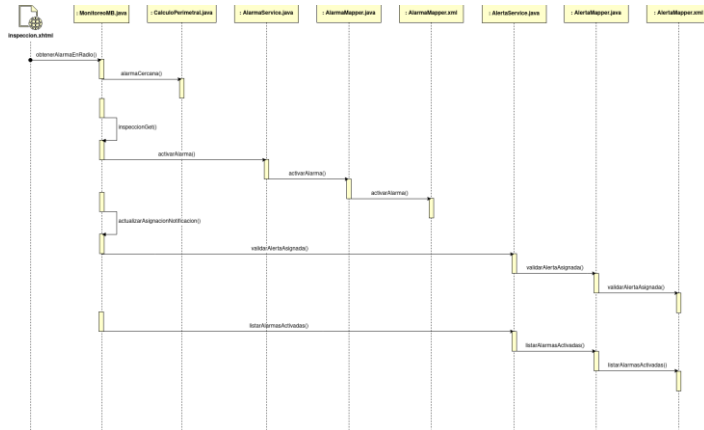 : MonitoreoMB.java
: CalculoPerimetral.java
: AlarmaService.java
: AlarmaMapper.java
: AlarmaMapper.xml
: AlertaService.java
: AlertaMapper.java
: AlertaMapper.xml
inspeccion.xhtml
obtenerAlarmaEnRadio()
alarmaCercana()
inspeccionGet()
activarAlarma()
activarAlarma()
activarAlarma()
actualizarAsignacionNotificacion()
validarAlertaAsignada()
validarAlertaAsignada()
validarAlertaAsignada()
listarAlarmasActivadas()
listarAlarmasActivadas()
listarAlarmasActivadas()